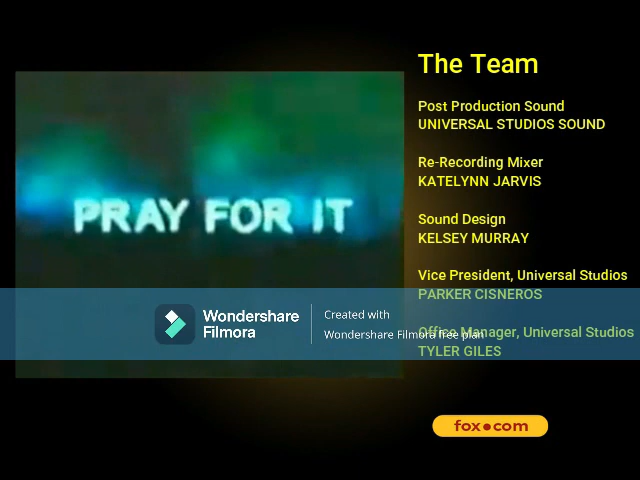 The Team
Post Production Sound
UNIVERSAL STUDIOS SOUND
Re-Recording Mixer
KATELYNN JARVIS
Sound Design
KELSEY MURRAY
Vice President, Universal Studios
PARKER CISNEROS
Office Manager, Universal Studios
TYLER GILES
PRAY FOR IT
Wondershare
Filmora
Created with
Wondershare Filmora free plan
fox.com